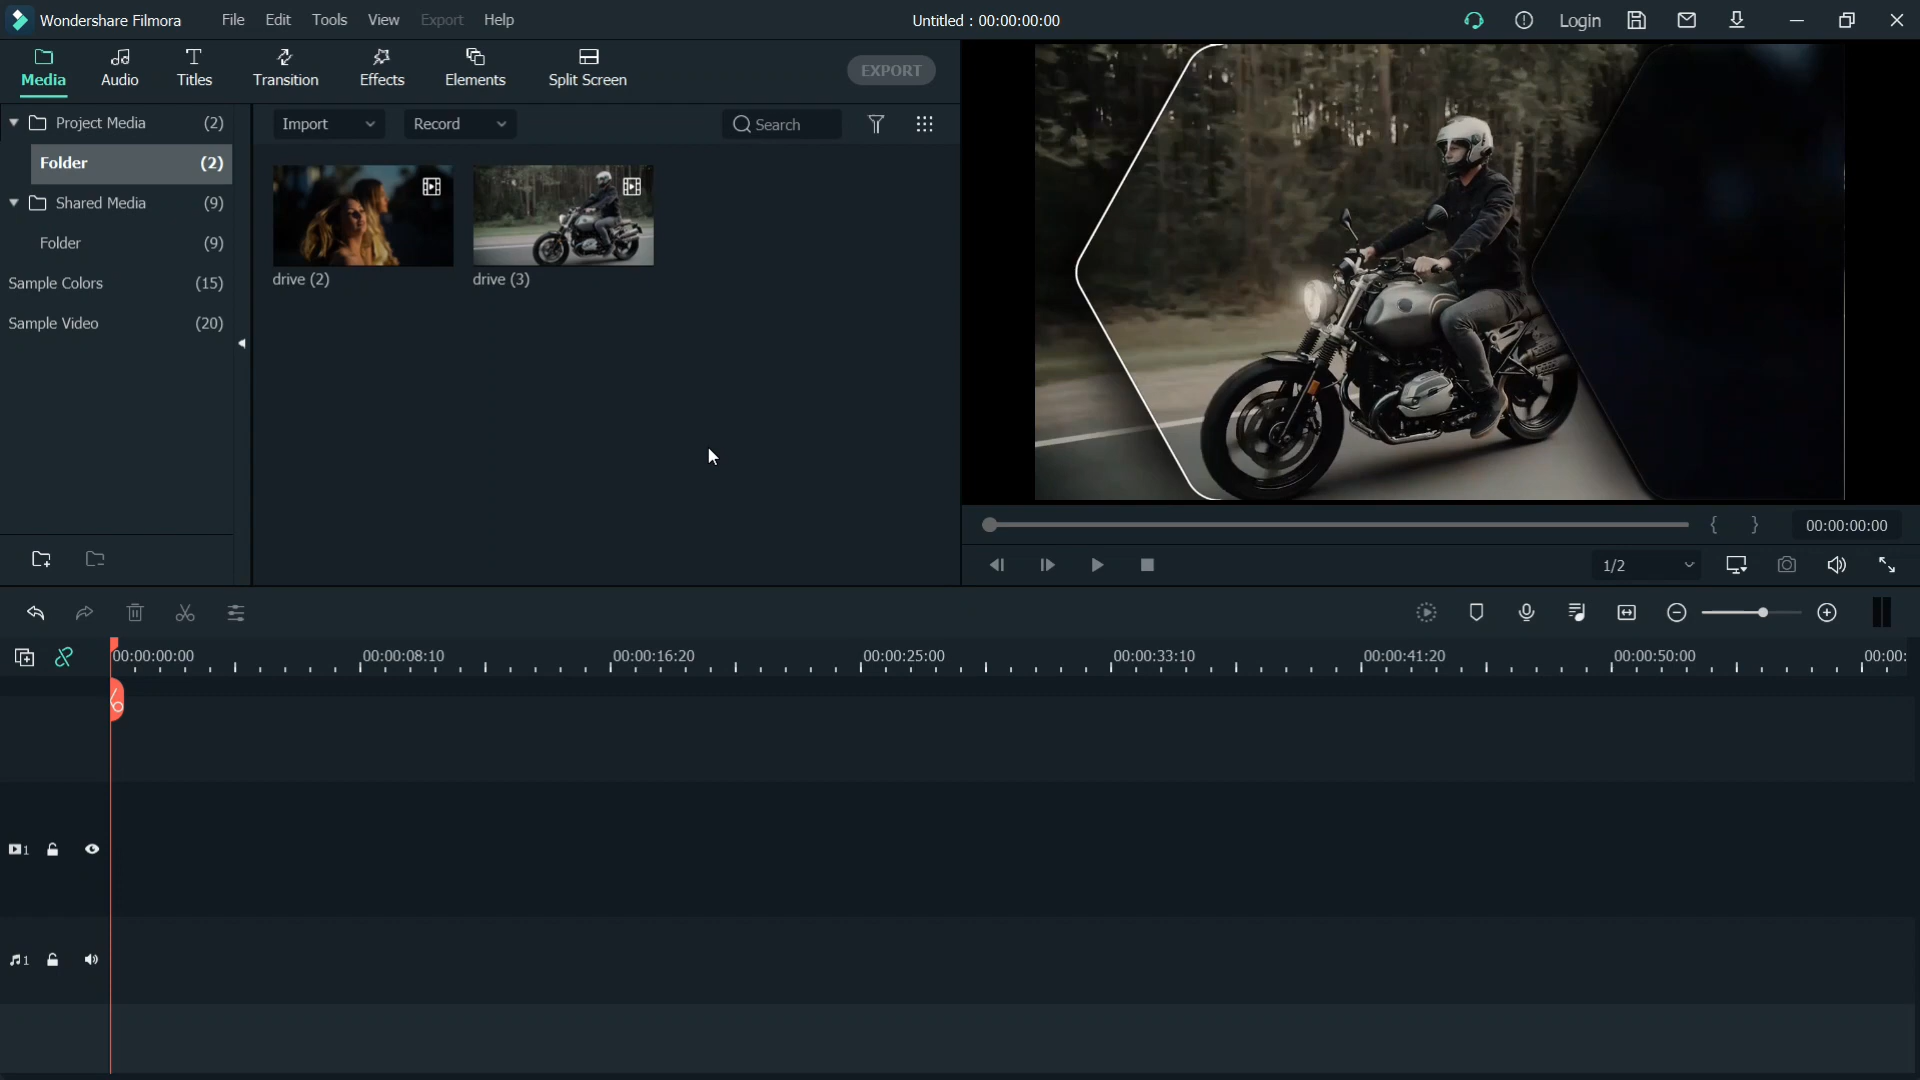 Wondershare Filmora File Edit Tools View Export Help Untitled : 00:00:00:00 Login
Media Audio Titles Transition Effects Elements Split Screen EXPORT
Project Media (2)
Folder (2)
Shared Media (9)
Folder (9)
Sample Colors (15)
Sample Video (20)
Import Record Search
drive (2) drive (3)
00:00:00:00
1/2
00:00:00:00 00:00:08:10 00:00:16:20 00:00:25:00 00:00:33:10 00:00:41:20 00:00:50:00 00:00:
1
1